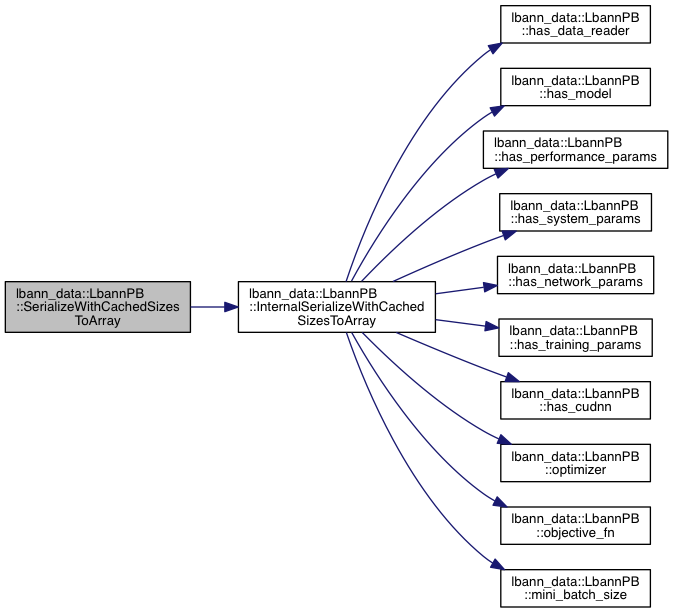 lbann_data::LbannPB
::SerializeWithCachedSizes
ToArray
lbann_data::LbannPB
::InternalSerializeWithCached
SizesToArray
lbann_data::LbannPB
::has_data_reader
lbann_data::LbannPB
::has_model
lbann_data::LbannPB
::has_performance_params
lbann_data::LbannPB
::has_system_params
lbann_data::LbannPB
::has_network_params
lbann_data::LbannPB
::has_training_params
lbann_data::LbannPB
::has_cudnn
lbann_data::LbannPB
::optimizer
lbann_data::LbannPB
::objective_fn
lbann_data::LbannPB
::mini_batch_size